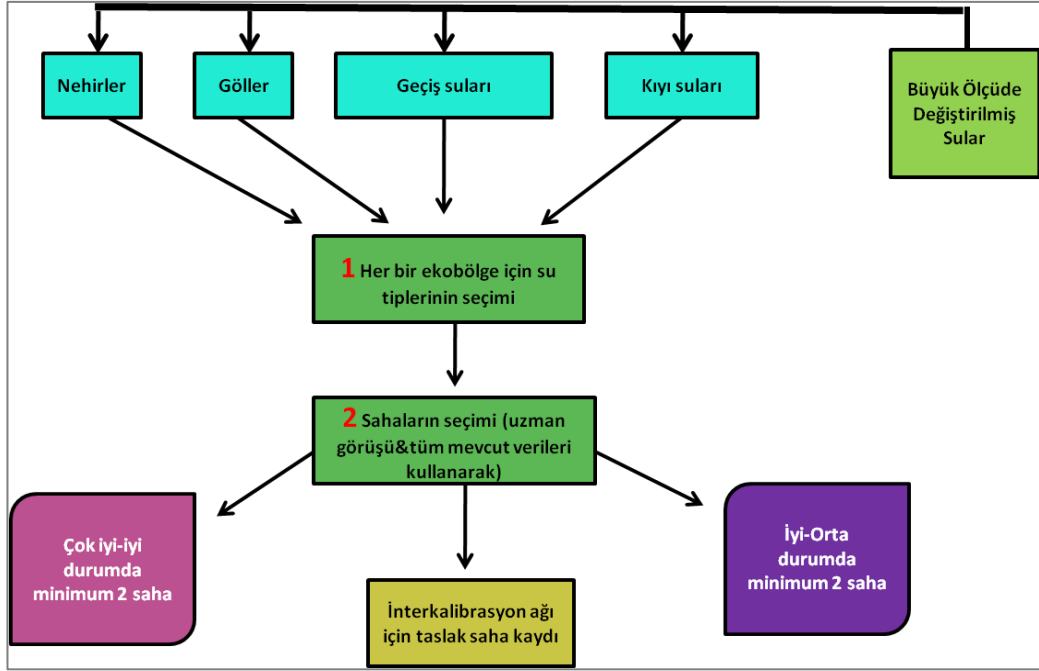 Nehirler
Göller
Geçiş suları
Kıyı suları
Büyük Ölçüde
Değiştirilmiş
Sular
1 Her bir ekobölge için su
tiplerinin seçimi
2 Sahaların seçimi (uzman
görüşü&tüm mevcut verileri
kullanarak)
Çok iyi-iyi
durumda
minimum 2 saha
İnterkalibrasyon ağı
için taslak saha kaydı
İyi-Orta
durumda
minimum 2 saha